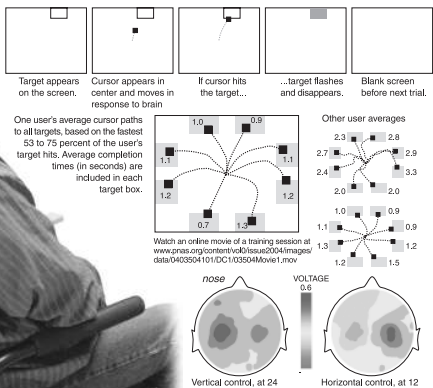 Target appears
on the screen.
Cursor appears in
center and moves in
response to brain
If cursor hits
the target...
...target flashes
and disappears.
Blank screen
before next trial.
One user's average cursor paths
to all targets, based on the fastest
53 to 75 percent of the user's
target hits. Average completion
times (in seconds) are
included in each
target box.
1.0
0.9
1.1
1.1
1.2
1.2
0.7
1.3
Watch an online movie of a training session at
www.pnas.org/content/vol0/issue2004/images/
data/0403504101/DC1/03504Movie1.mov
Other user averages
2.3
2.8
2.7
2.9
2.4
3.3
2.0
2.0
1.0
0.9
1.1
0.9
1.3
1.2
1.2
1.5
nose
VOLTAGE
0.6
Vertical control, at 24
Horizontal control, at 12